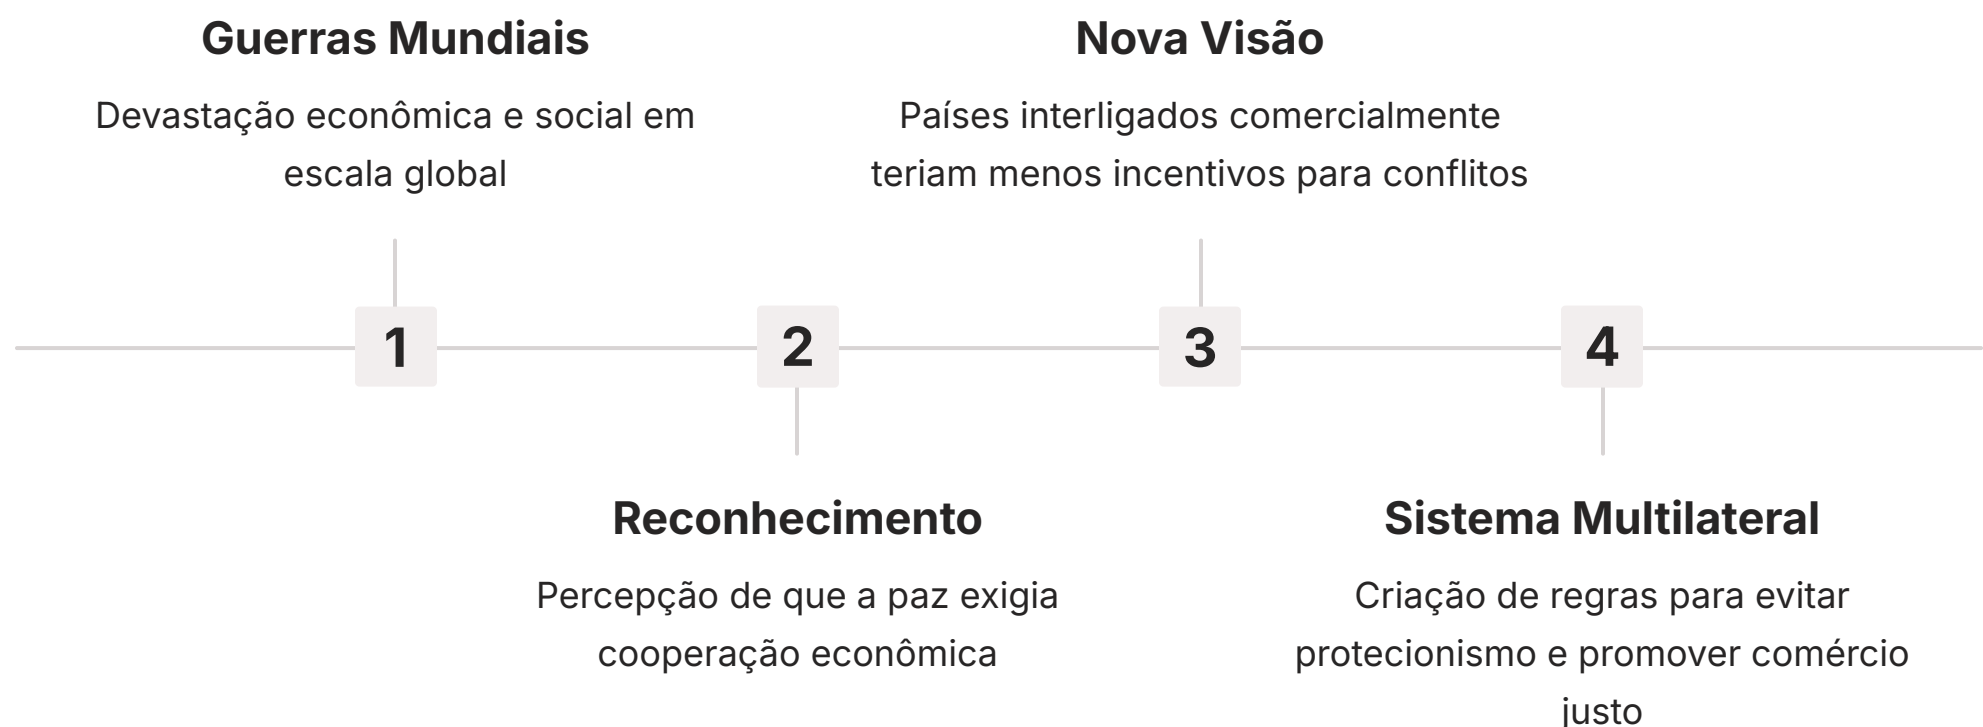 Guerras Mundiais
Devastação econômica e social em
escala global
Nova Visão
Países interligados comercialmente
teriam menos incentivos para conflitos
1
2
3
4
Reconhecimento
Percepção de que a paz exigia
cooperação econômica
Sistema Multilateral
Criação de regras para evitar
protecionismo e promover comércio
justo